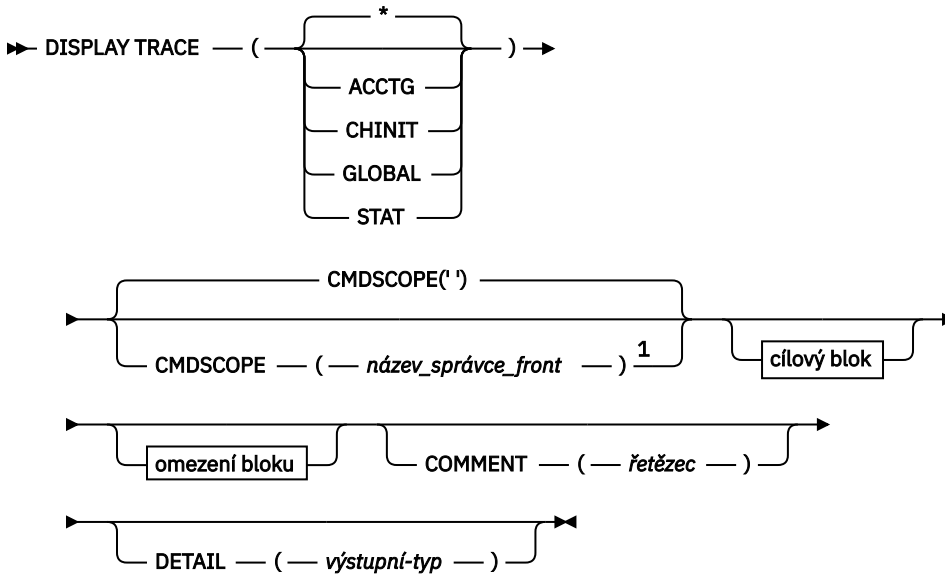 *
DISPLAY TRACE ( )
ACCTG
CHINIT
GLOBAL
STAT
CMDSCOPE(' ')
CMDSCOPE ( název_správce_front ) 1
cílový blok
omezení bloku
COMMENT ( řetězec )
DETAIL ( výstupní-typ )